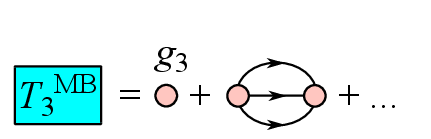 g₃
T₃ᴹᴮ = + + ...